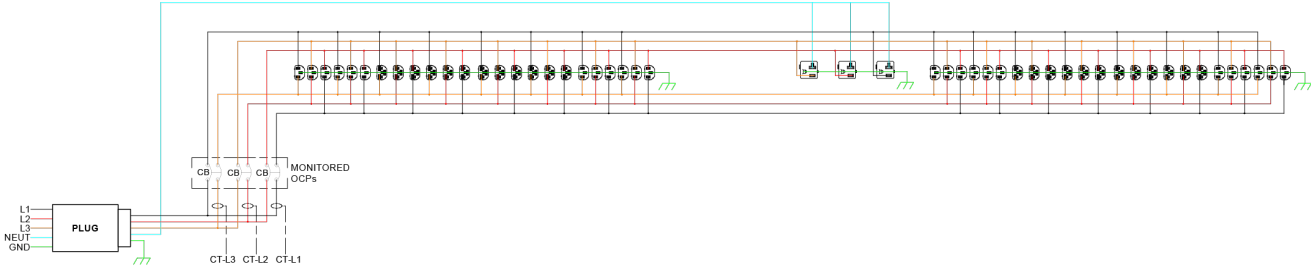 CB
CB
CB
MONITORED
OCPs
L1
L2
L3
NEUT
GND
PLUG
CT-L3
CT-L2
CT-L1